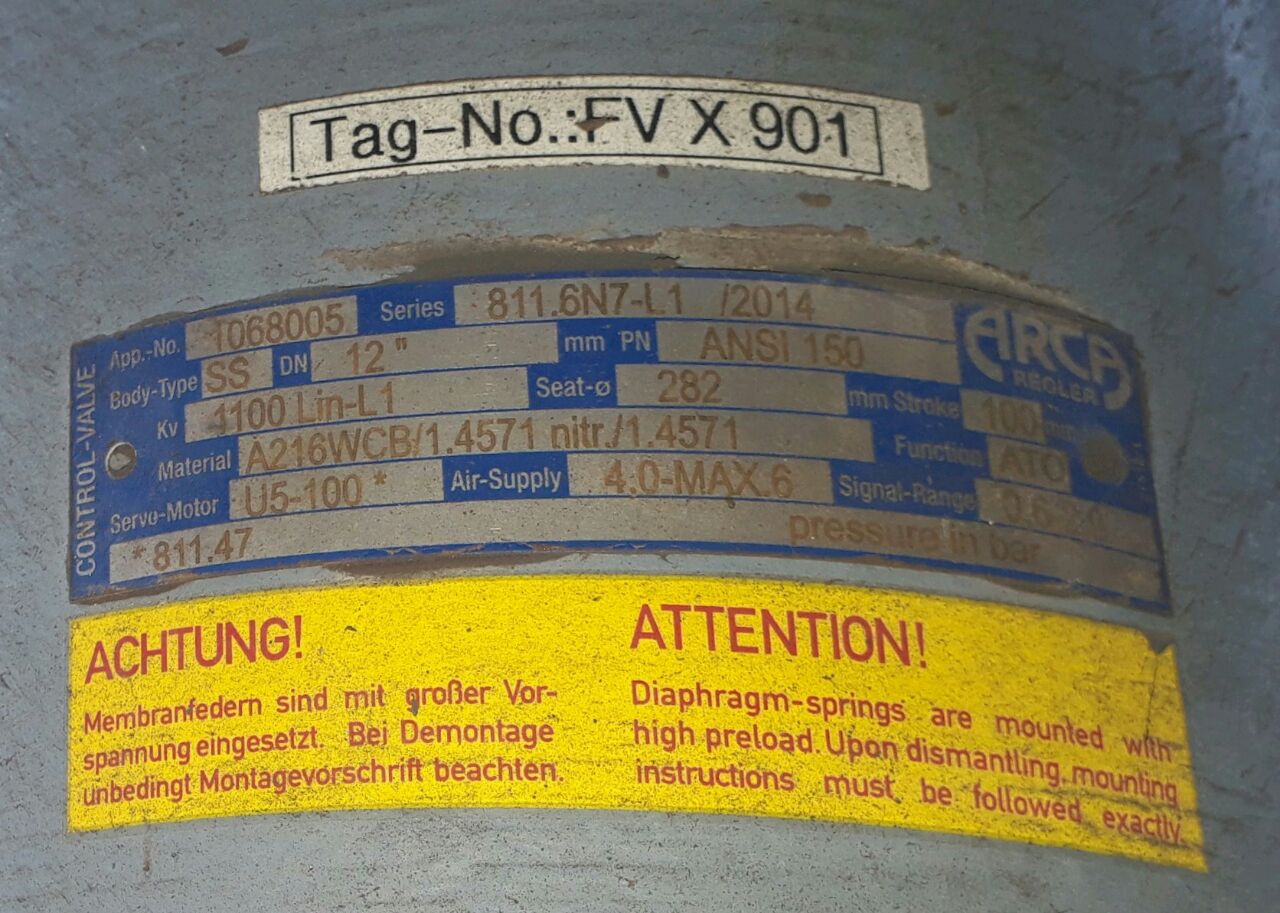 Tag-No.:FV X 901
App.-No. 1068005 Series 811.6N7-L1 /2014
ARCA REGLER
Body-Type SS DN 12" mm PN ANSI 150
Kv 1100 Lin-L1 Seat-ø 282 mm Stroke 100 mm
Material A216WCB/1.4571 nitr./1.4571 Function ATO
Servo-Motor U5-100 * Air-Supply 4.0-MAX.6 Signal-Range
*811.47 pressure in bar
CONTROL-VALVE
ACHTUNG!
Membranfedern sind mit großer Vor-
spannung eingesetzt. Bei Demontage
unbedingt Montagevorschrift beachten.
ATTENTION!
Diaphragm-springs are mounted with
high preload. Upon dismantling, mounting
instructions must be followed exactly.